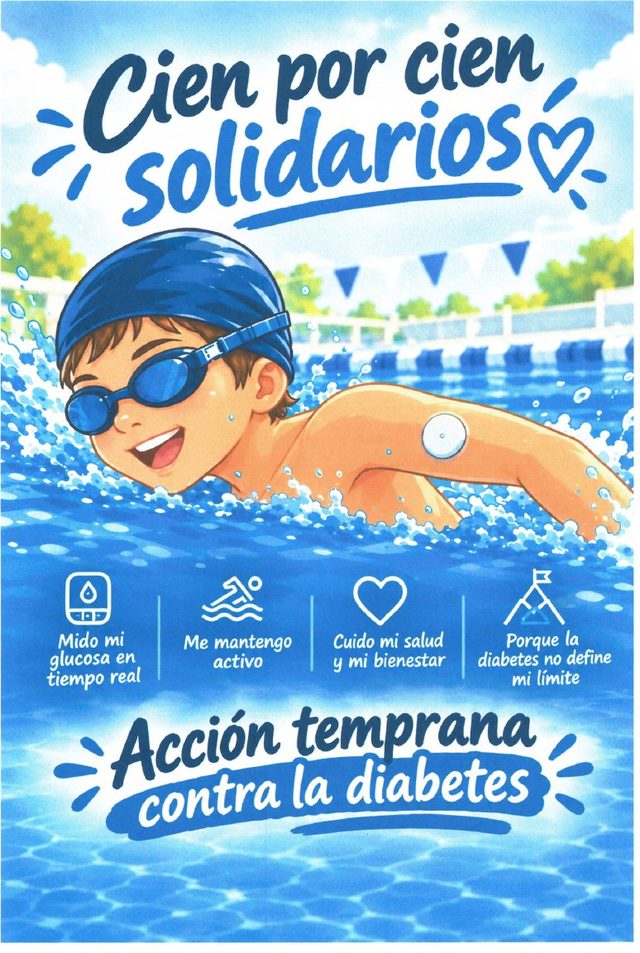 Cien por cien
solidarios
Mido mi
glucosa en
tiempo real
Me mantengo
activo
Cuido mi salud
y mi bienestar
Porque la
diabetes no define
mi límite
Acción temprana
contra la diabetes